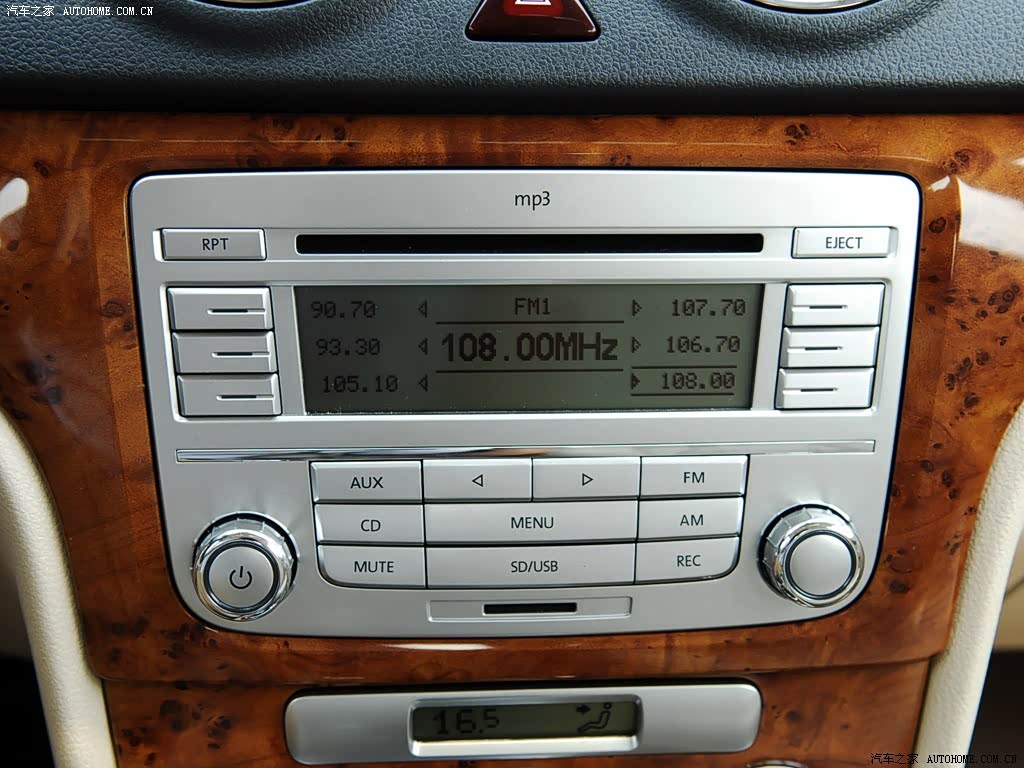 汽车之家 AUTOHOME.COM.CN
mp3
RPT
EJECT
90.70 FM1 107.70
93.30 108.00MHz 106.70
105.10 108.00
AUX FM
CD MENU AM
MUTE SD/USB REC
16.5
汽车之家 AUTOHOME.COM.CN